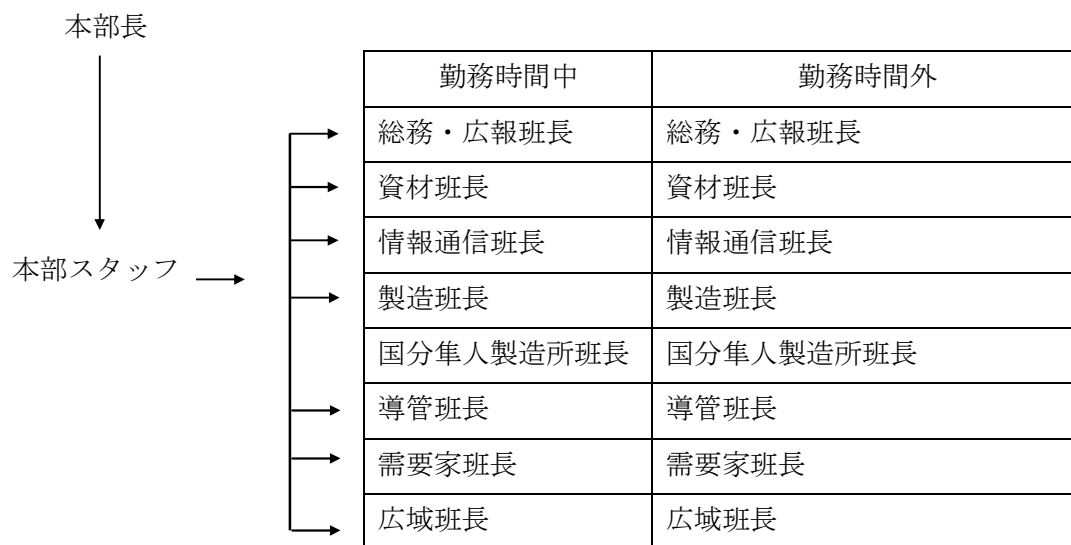 本部長
本部スタッフ
勤務時間中 勤務時間外
総務・広報班長 総務・広報班長
資材班長 資材班長
情報通信班長 情報通信班長
製造班長 製造班長
国分隼人製造所班長 国分隼人製造所班長
導管班長 導管班長
需要家班長 需要家班長
広域班長 広域班長